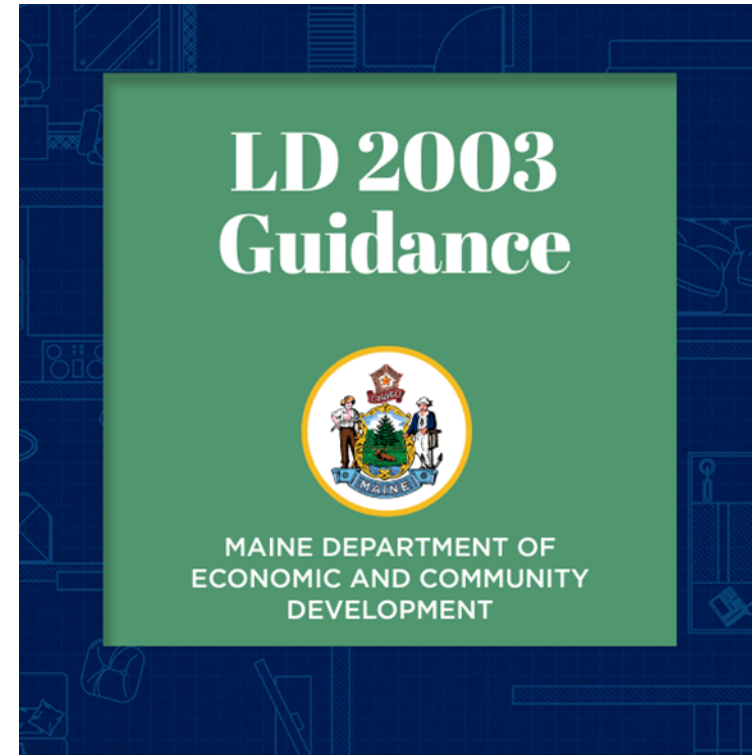 LD 2003
Guidance
MAINE
MAINE DEPARTMENT OF
ECONOMIC AND COMMUNITY
DEVELOPMENT